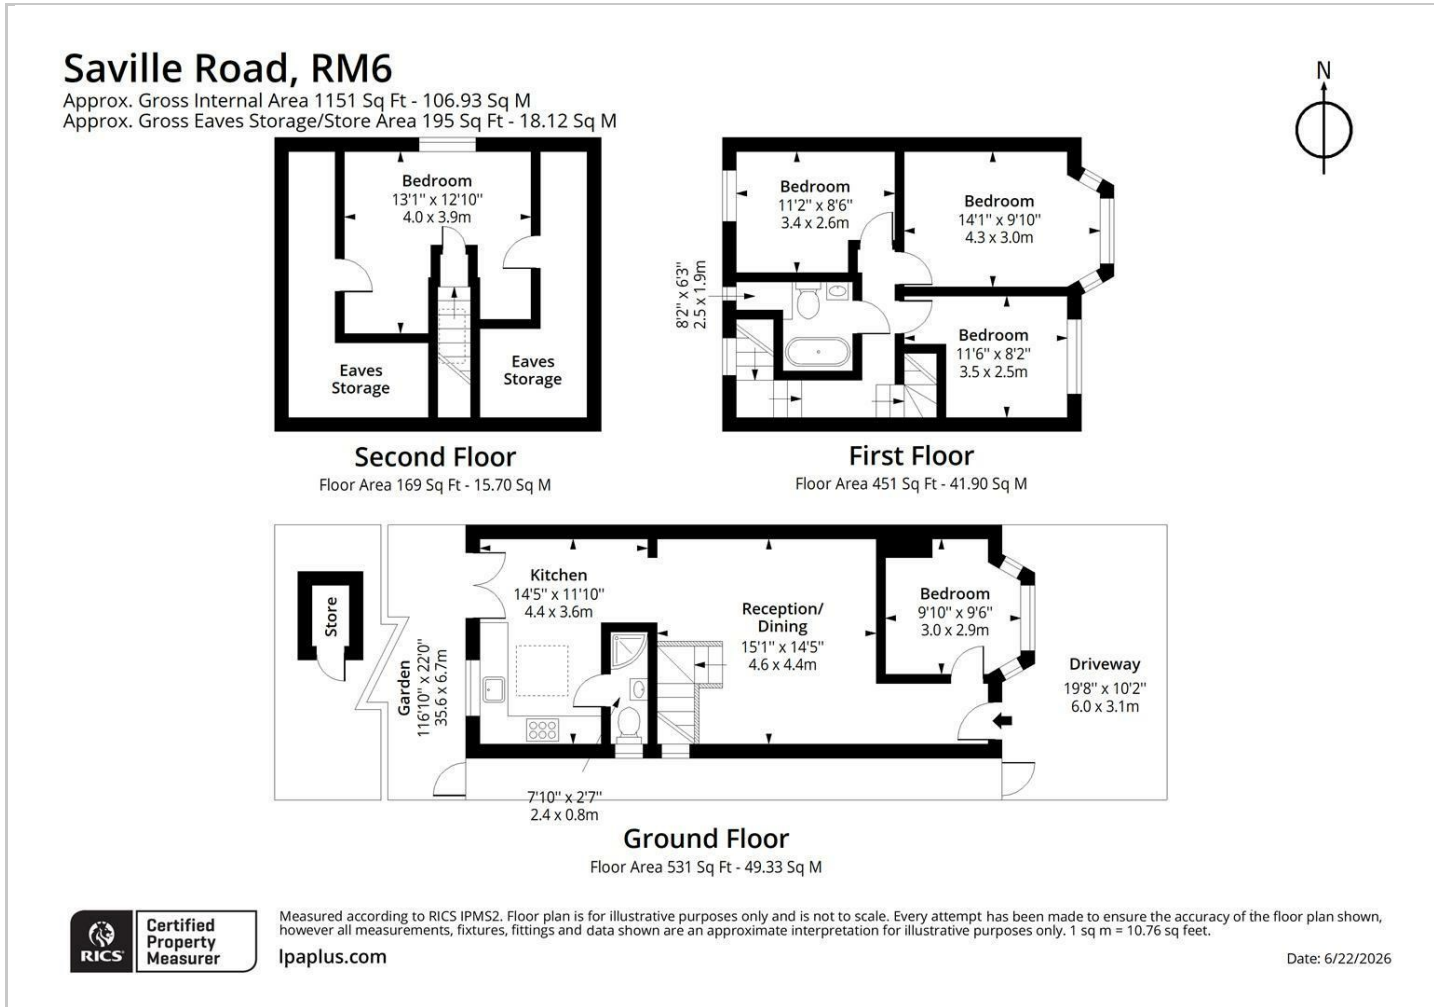 Saville Road, RM6
Approx. Gross Internal Area 1151 Sq Ft - 106.93 Sq M
Approx. Gross Eaves Storage/Store Area 195 Sq Ft - 18.12 Sq M
N
Bedroom
13'1" x 12'10"
4.0 x 3.9m
Eaves
Storage
Eaves
Storage
Second Floor
Floor Area 169 Sq Ft - 15.70 Sq M
Bedroom
11'2" x 8'6"
3.4 x 2.6m
Bedroom
14'1" x 9'10"
4.3 x 3.0m
8'2" x 6'3"
2.5 x 1.9m
Bedroom
11'6" x 8'2"
3.5 x 2.5m
First Floor
Floor Area 451 Sq Ft - 41.90 Sq M
Store
Garden
116'10" x 22'0"
35.6 x 6.7m
Kitchen
14'5" x 11'10"
4.4 x 3.6m
Reception/
Dining
15'1" x 14'5"
4.6 x 4.4m
Bedroom
9'10" x 9'6"
3.0 x 2.9m
Driveway
19'8" x 10'2"
6.0 x 3.1m
7'10" x 2'7"
2.4 x 0.8m
Ground Floor
Floor Area 531 Sq Ft - 49.33 Sq M
RICS
Certified
Property
Measurer
Measured according to RICS IPMS2. Floor plan is for illustrative purposes only and is not to scale. Every attempt has been made to ensure the accuracy of the floor plan shown,
however all measurements, fixtures, fittings and data shown are an approximate interpretation for illustrative purposes only. 1 sq m = 10.76 sq feet.
lpaplus.com
Date: 6/22/2026